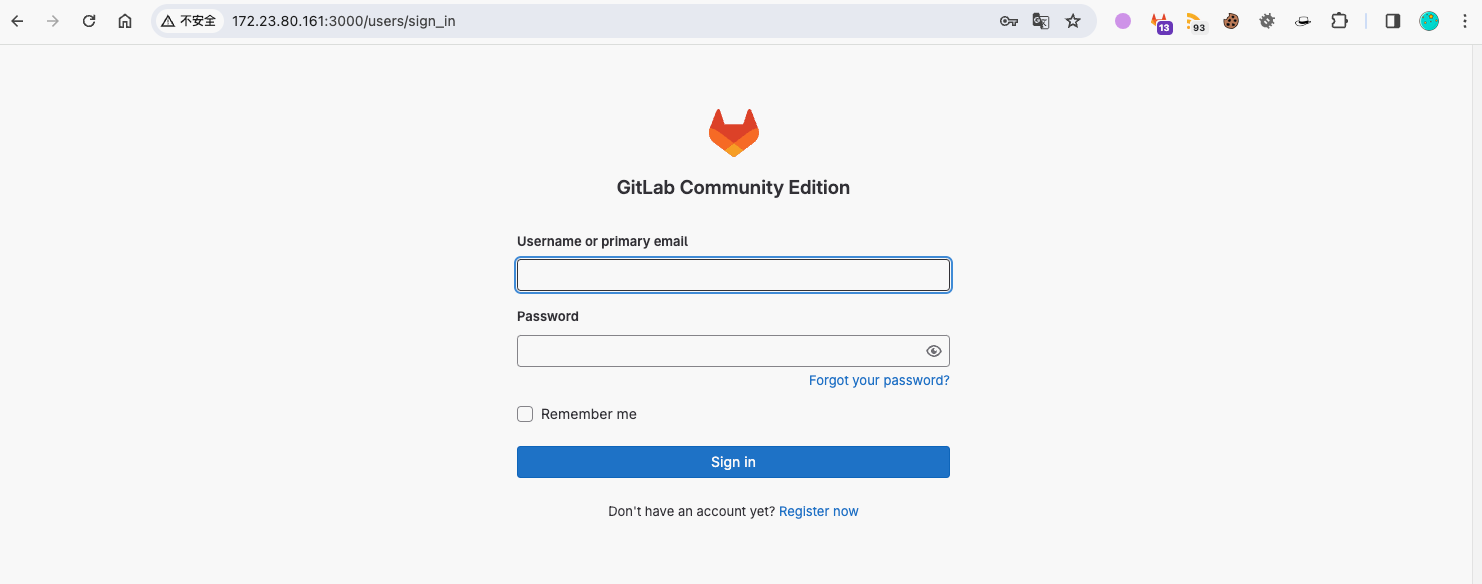 不安全 172.23.80.161:3000/users/sign_in 13 93
GitLab Community Edition
Username or primary email
Password
Forgot your password?
Remember me
Sign in
Don't have an account yet? Register now